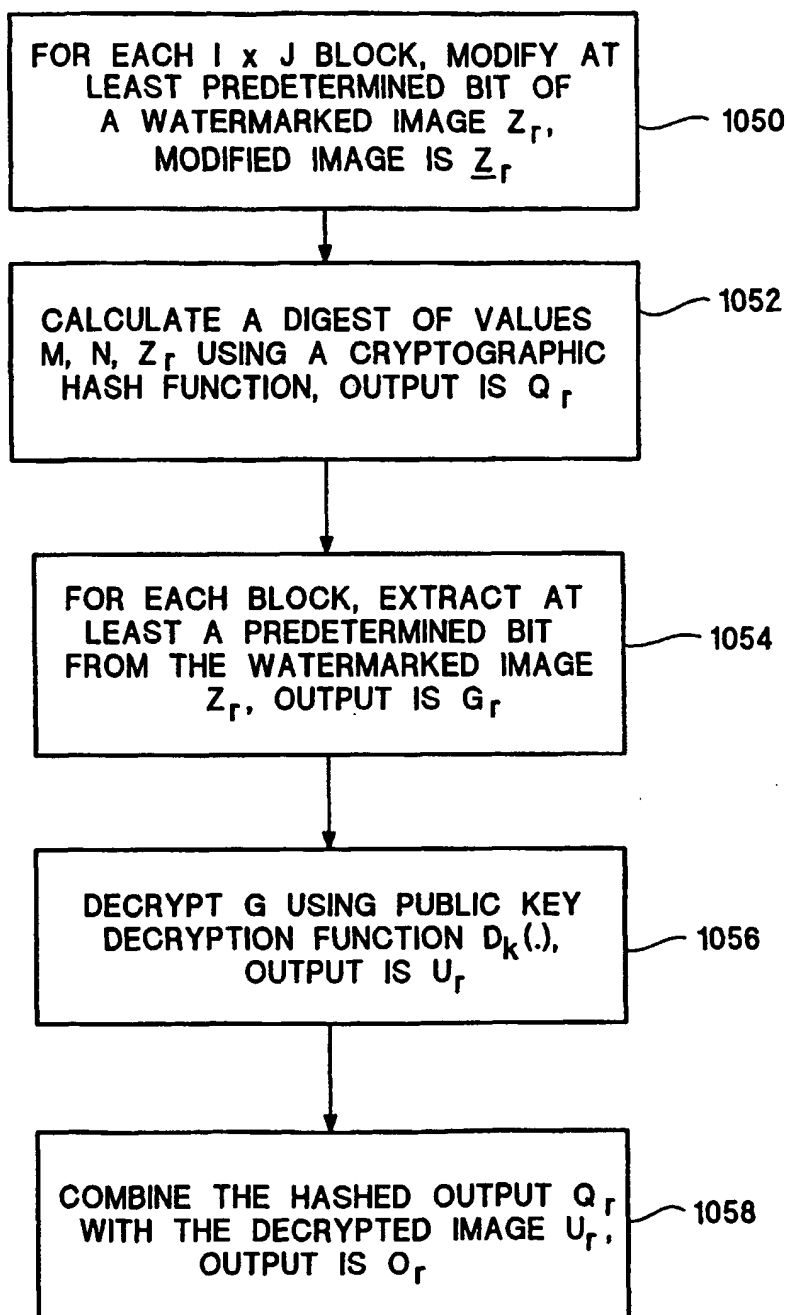 FOR EACH I x J BLOCK, MODIFY AT
LEAST PREDETERMINED BIT OF
A WATERMARKED IMAGE Zr,
MODIFIED IMAGE IS Zr
1050
CALCULATE A DIGEST OF VALUES
M, N, Zr USING A CRYPTOGRAPHIC
HASH FUNCTION, OUTPUT IS Qr
1052
FOR EACH BLOCK, EXTRACT AT
LEAST A PREDETERMINED BIT
FROM THE WATERMARKED IMAGE
Zr, OUTPUT IS Gr
1054
DECRYPT G USING PUBLIC KEY
DECRYPTION FUNCTION Dk(.),
OUTPUT IS Ur
1056
COMBINE THE HASHED OUTPUT Qr
WITH THE DECRYPTED IMAGE Ur,
OUTPUT IS Or
1058